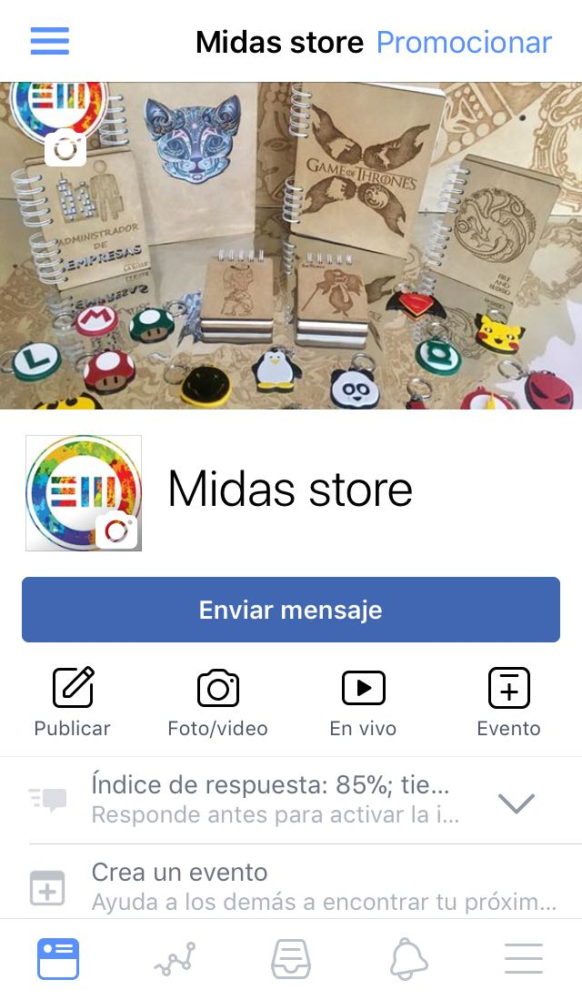 Midas store Promocionar
GAME OF THRONES
ADMINISTRADOR
DE
EMPRESAS
FIRE
AND
BLOOD
M
L
Midas store
Enviar mensaje
Publicar Foto/video En vivo Evento
Índice de respuesta: 85%; tie...
Responde antes para activar la i...
Crea un evento
Ayuda a los demás a encontrar tu próxim...